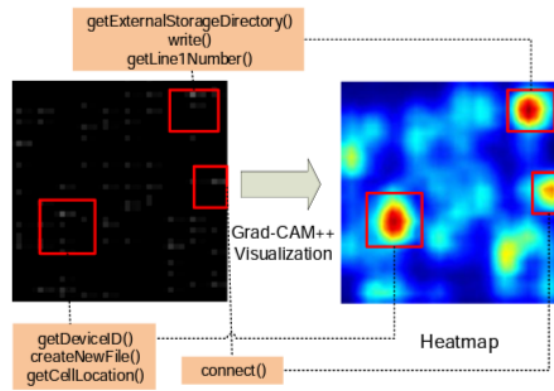 getExternalStorageDirectory()
write()
getLine1Number()
Grad-CAM++
Visualization
getDeviceID()
createNewFile()
getCellLocation()
connect()
Heatmap